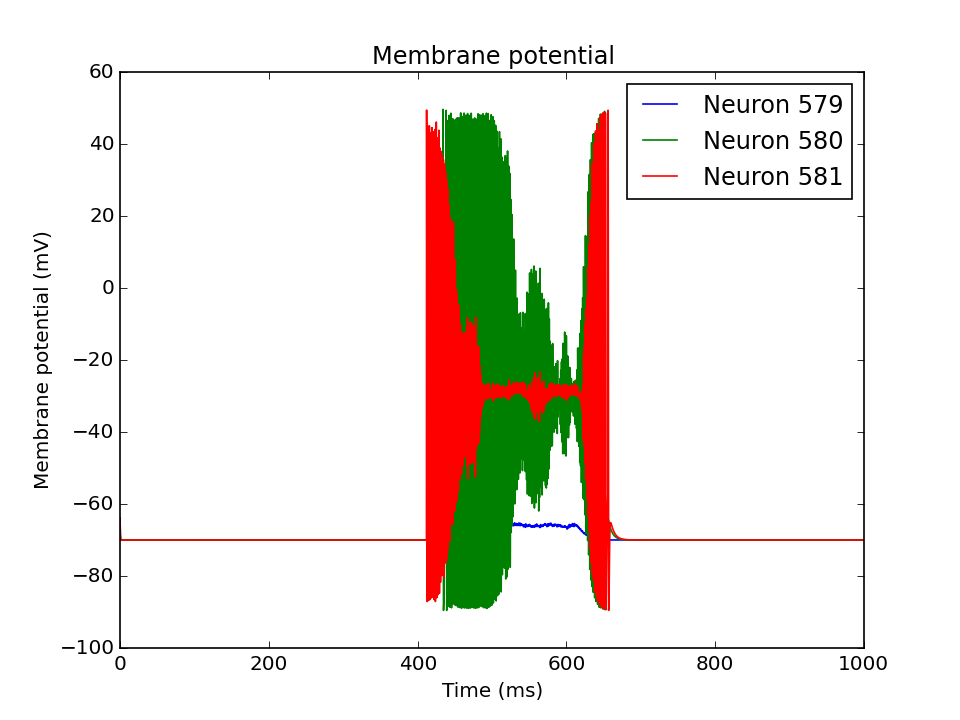 Membrane potential
60
40
20
0
−20
−40
−60
−80
−100
Membrane potential (mV)
Neuron 579
Neuron 580
Neuron 581
0 200 400 600 800 1000
Time (ms)